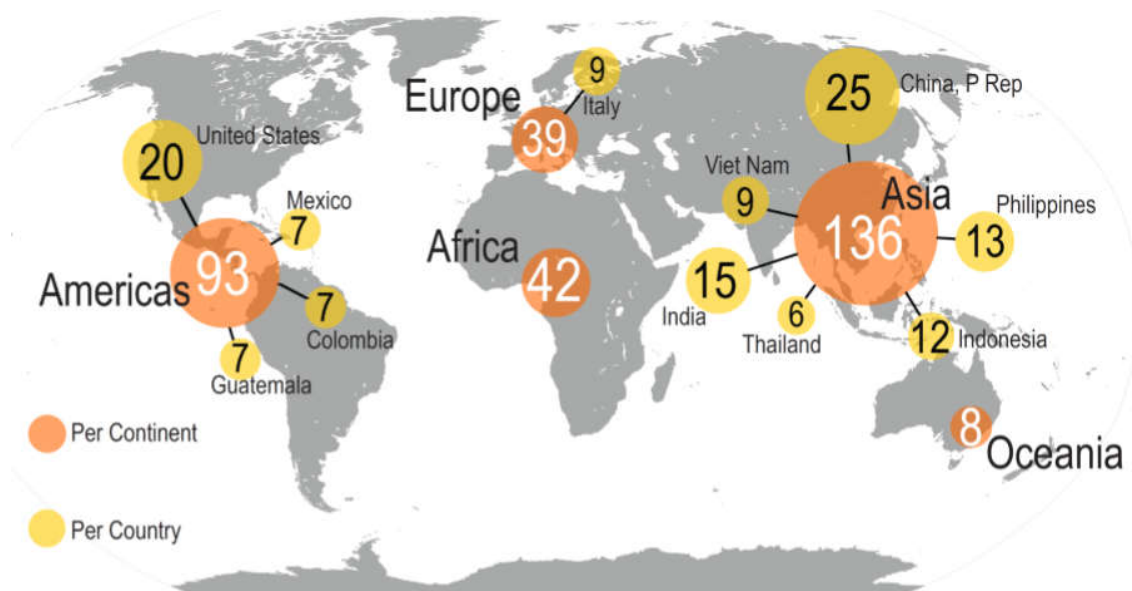 9
Italy
Europe
39
25
China, P Rep
United States
20
Viet Nam
9
Asia
136
Philippines
13
Mexico
7
Africa
42
93
Americas
15
India
7
Colombia
6
Thailand
12
Indonesia
7
Guatemala
8
Oceania
Per Continent
Per Country